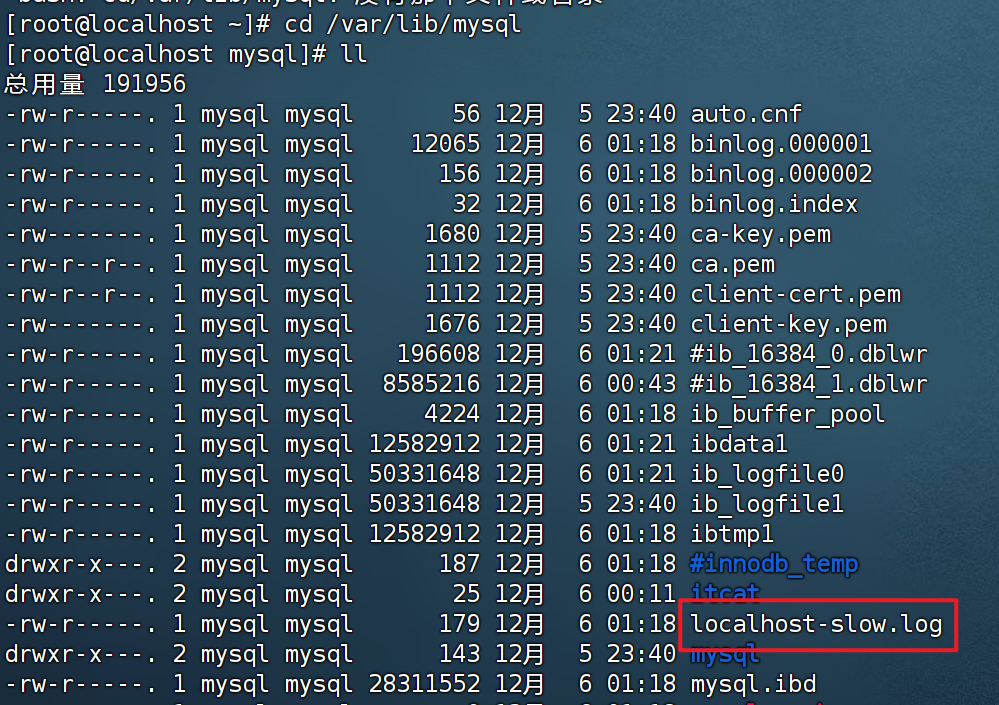 [root@localhost ~]# cd /var/lib/mysql
[root@localhost mysql]# ll
总用量 191956
-rw-r-----. 1 mysql mysql       56 12月  5 23:40 auto.cnf
-rw-r-----. 1 mysql mysql    12065 12月  6 01:18 binlog.000001
-rw-r-----. 1 mysql mysql      156 12月  6 01:18 binlog.000002
-rw-r-----. 1 mysql mysql       32 12月  6 01:18 binlog.index
-rw-------. 1 mysql mysql     1680 12月  5 23:40 ca-key.pem
-rw-r--r--. 1 mysql mysql     1112 12月  5 23:40 ca.pem
-rw-r--r--. 1 mysql mysql     1112 12月  5 23:40 client-cert.pem
-rw-------. 1 mysql mysql     1676 12月  5 23:40 client-key.pem
-rw-r-----. 1 mysql mysql   196608 12月  6 01:21 #ib_16384_0.dblwr
-rw-r-----. 1 mysql mysql  8585216 12月  6 00:43 #ib_16384_1.dblwr
-rw-r-----. 1 mysql mysql     4224 12月  6 01:18 ib_buffer_pool
-rw-r-----. 1 mysql mysql 12582912 12月  6 01:21 ibdata1
-rw-r-----. 1 mysql mysql 50331648 12月  6 01:21 ib_logfile0
-rw-r-----. 1 mysql mysql 50331648 12月  5 23:40 ib_logfile1
-rw-r-----. 1 mysql mysql 12582912 12月  6 01:18 ibtmp1
drwxr-x---. 2 mysql mysql      187 12月  6 01:18 #innodb_temp
drwxr-x---. 2 mysql mysql       25 12月  6 00:11 itcat
-rw-r-----. 1 mysql mysql      179 12月  6 01:18 localhost-slow.log
drwxr-x---. 2 mysql mysql      143 12月  5 23:40 mysql
-rw-r-----. 1 mysql mysql 28311552 12月  6 01:18 mysql.ibd